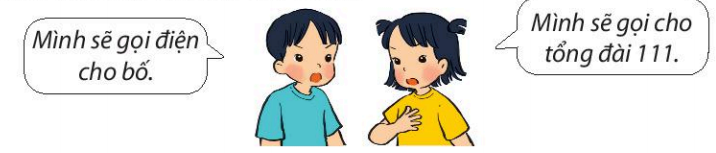 Mình sẽ gọi điện
cho bố.
Mình sẽ gọi cho
tổng đài 111.